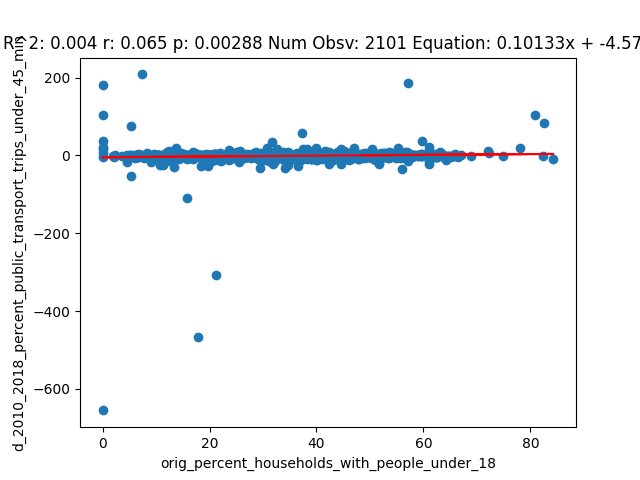 R^2: 0.004 r: 0.065 p: 0.00288 Num Obsv: 2101 Equation: 0.10133x + -4.57
d_2010_2018_percent_public_transport_trips_under_45_min
200
0
−200
−400
−600
0 20 40 60 80
orig_percent_households_with_people_under_18